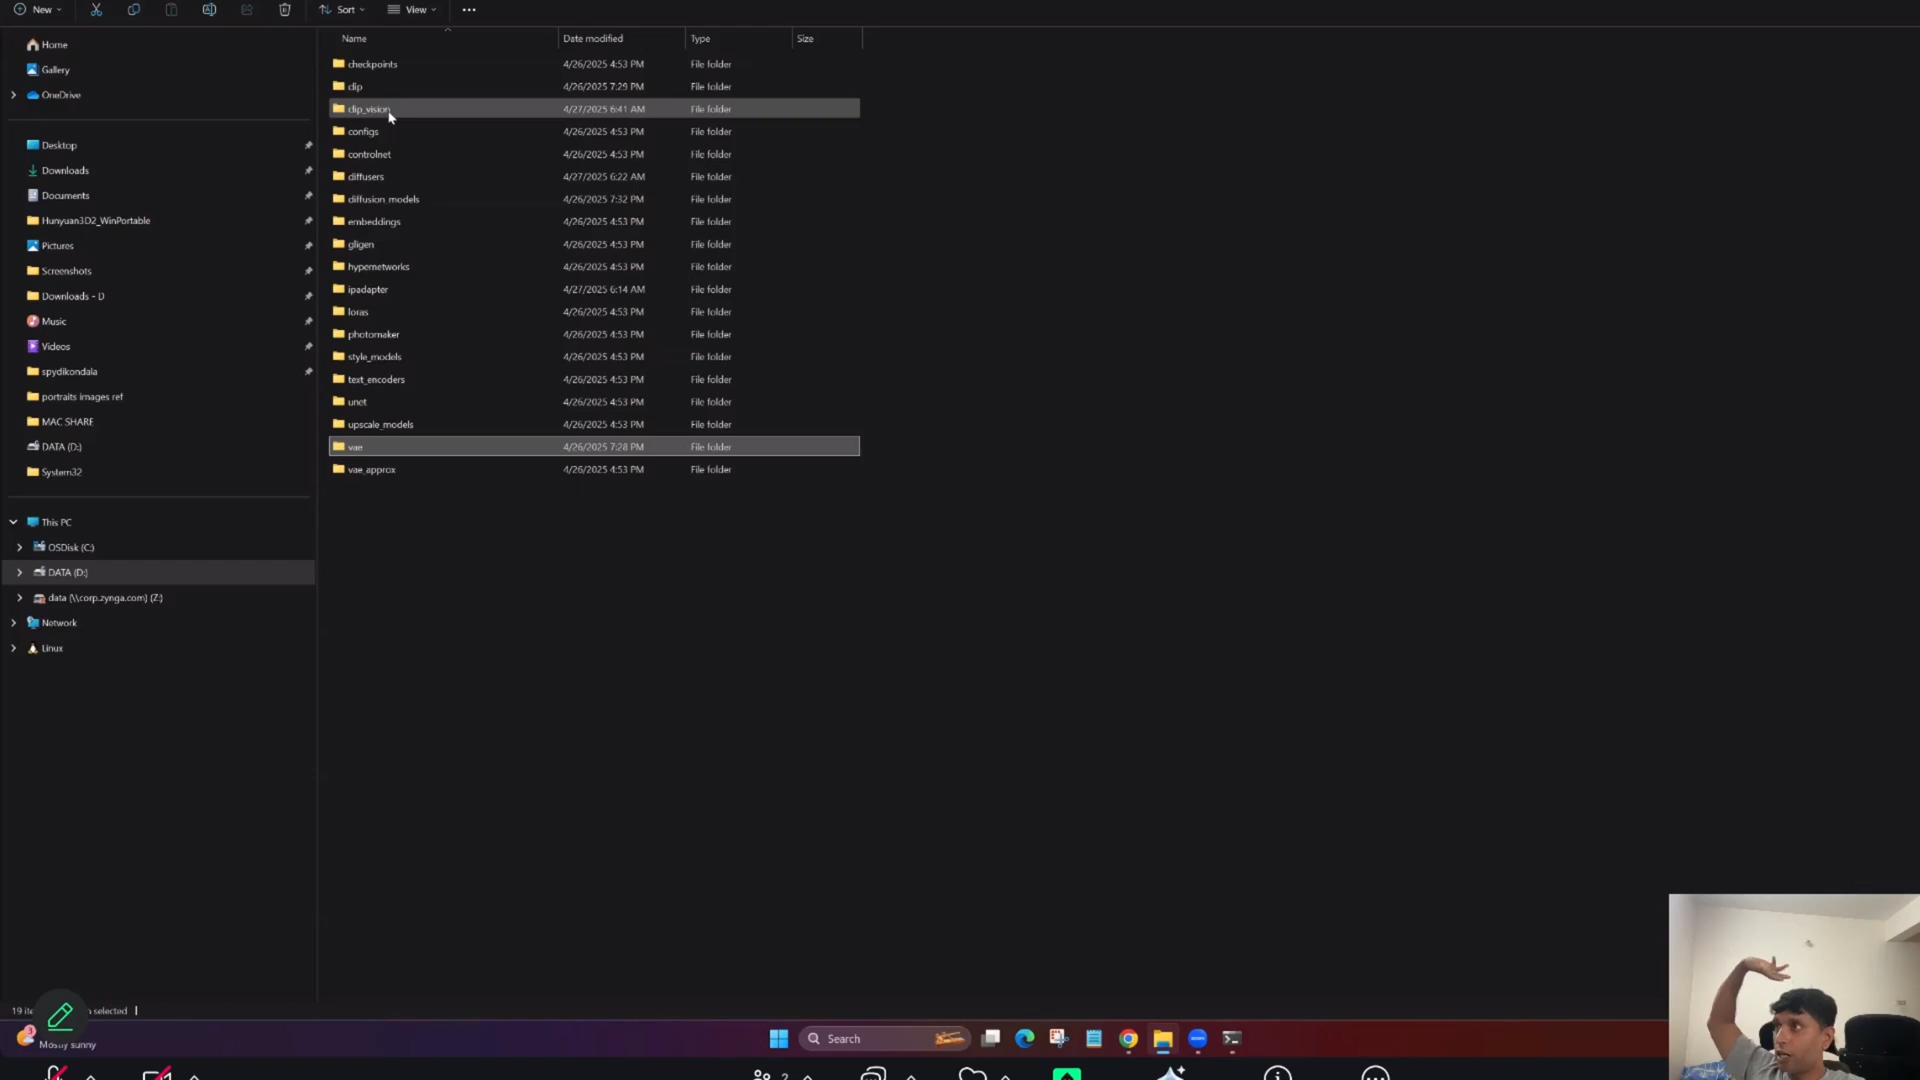 New
Sort
View
Name
Date modified
Type
Size
Home
Gallery
OneDrive
Desktop
Downloads
Documents
Hunyuan3D2_WinPortable
Pictures
Screenshots
Downloads - D
Music
Videos
spydikondala
portraits images ref
MAC SHARE
DATA (D:)
System32
This PC
OSDisk (C:)
DATA (D:)
data (\\corp.zynga.com) (Z:)
Network
Linux
checkpoints 4/26/2025 4:53 PM File folder
clip 4/26/2025 7:29 PM File folder
clip_vision 4/27/2025 6:41 AM File folder
configs 4/26/2025 4:53 PM File folder
controlnet 4/26/2025 4:53 PM File folder
diffusers 4/27/2025 6:22 AM File folder
diffusion_models 4/26/2025 7:32 PM File folder
embeddings 4/26/2025 4:53 PM File folder
gligen 4/26/2025 4:53 PM File folder
hypernetworks 4/26/2025 4:53 PM File folder
ipadapter 4/27/2025 6:14 AM File folder
loras 4/26/2025 4:53 PM File folder
photomaker 4/26/2025 4:53 PM File folder
style_models 4/26/2025 4:53 PM File folder
text_encoders 4/26/2025 4:53 PM File folder
unet 4/26/2025 4:53 PM File folder
upscale_models 4/26/2025 4:53 PM File folder
vae 4/26/2025 7:28 PM File folder
vae_approx 4/26/2025 4:53 PM File folder
19 selected
3
Mostly sunny
Search
2